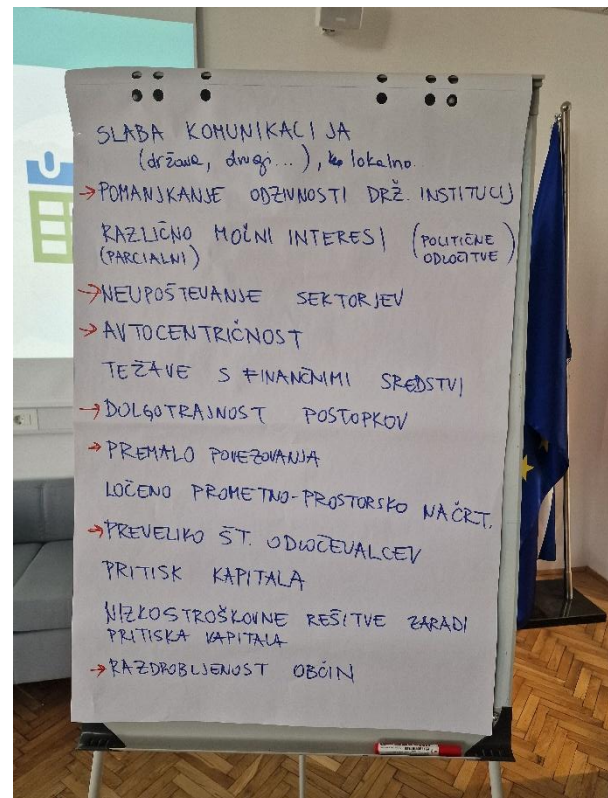 SLABA KOMUNIKACIJA
(država, drugi...), lokalno.
→POMANJKANJE ODZIVNOSTI DRŽ. INSTITUCIJ
RAZLIČNO MOČNI INTERESI (POLITIČNE
(PARCIALNI) ODLOČITVE)
→NEUPOŠTEVANJE SEKTORJEV
→AVTOCENTRIČNOST
TEŽAVE S FINANČNIMI SREDSTVI
→DOLGOTRAJNOST POSTOPKOV
→PREMALO POVEZOVANJA
LOČENO PROMETNO-PROSTORSKO NAČRT.
→PREVELIKO ŠT. ODLOČEVALCEV
PRITISK KAPITALA
NIZKOSTROŠKOVNE REŠITVE ZARADI
PRITISKA KAPITALA
→RAZDROBLJENOST OBČIN